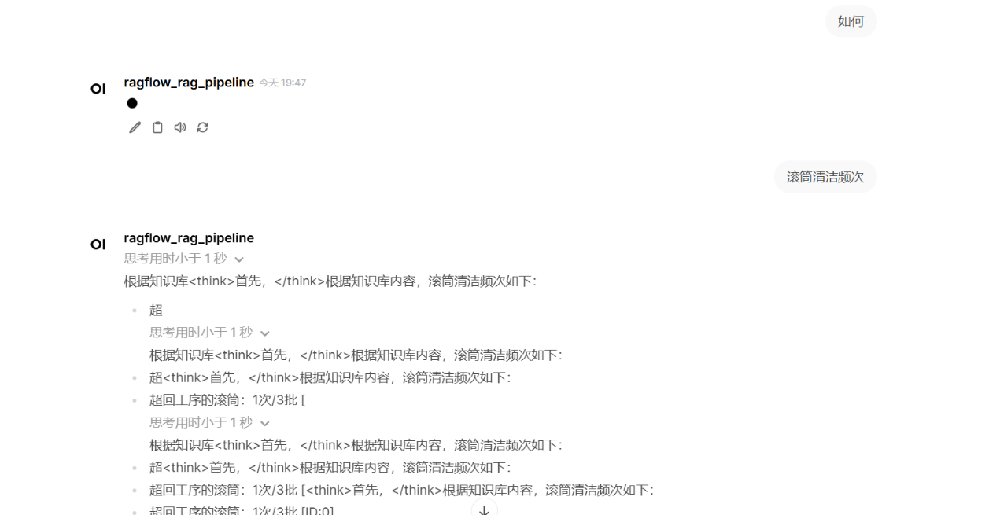 如何
OI
ragflow_rag_pipeline 今天 19:47
滚筒清洁频次
OI
ragflow_rag_pipeline
思考用时小于 1 秒
根据知识库<think>首先，</think>根据知识库内容，滚筒清洁频次如下：
超
思考用时小于 1 秒
根据知识库<think>首先，</think>根据知识库内容，滚筒清洁频次如下：
超<think>首先，</think>根据知识库内容，滚筒清洁频次如下：
超回工序的滚筒：1次/3批 [
思考用时小于 1 秒
根据知识库<think>首先，</think>根据知识库内容，滚筒清洁频次如下：
超<think>首先，</think>根据知识库内容，滚筒清洁频次如下：
超回工序的滚筒：1次/3批 [<think>首先，</think>根据知识库内容，滚筒清洁频次如下：
超回工序的滚筒：1次/3批 [ID:0]